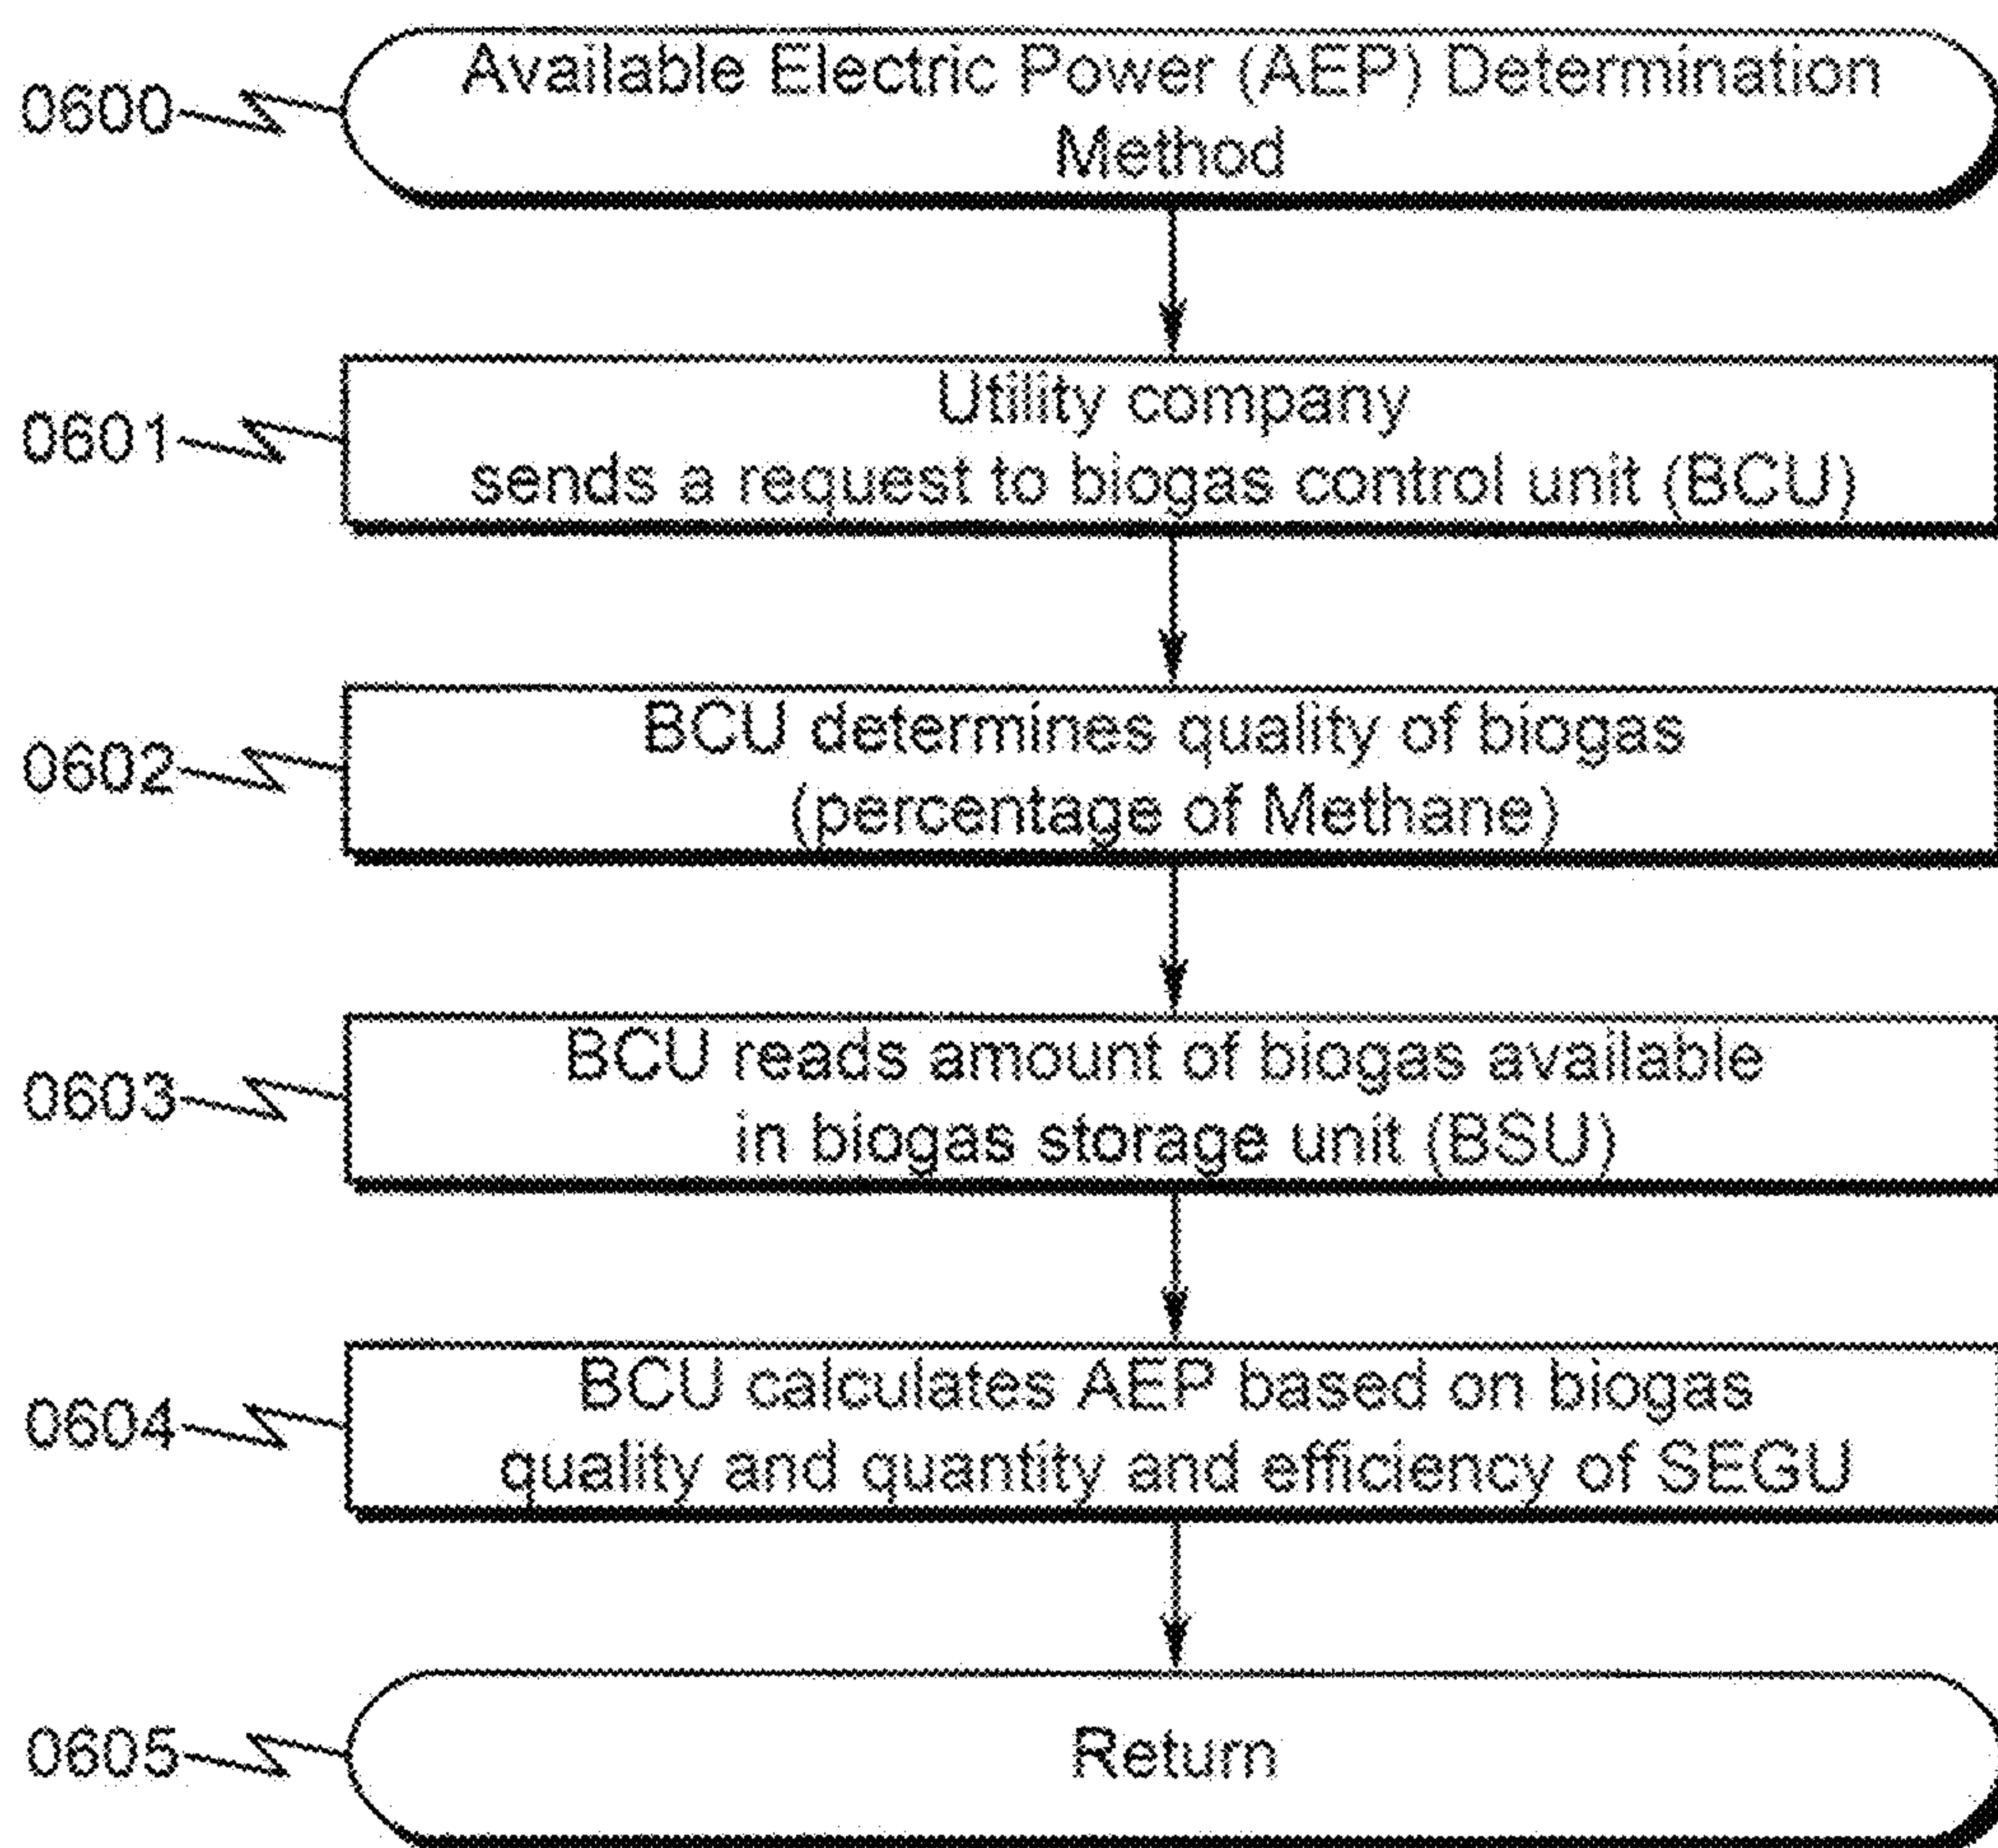 0600
Available Electric Power (AEP) Determination
Method
0601
Utility company
sends a request to biogas control unit (BCU)
0602
BCU determines quality of biogas
(percentage of Methane)
0603
BCU reads amount of biogas available
in biogas storage unit (BSU)
0604
BCU calculates AEP based on biogas
quality and quantity and efficiency of SEGU
0605
Return